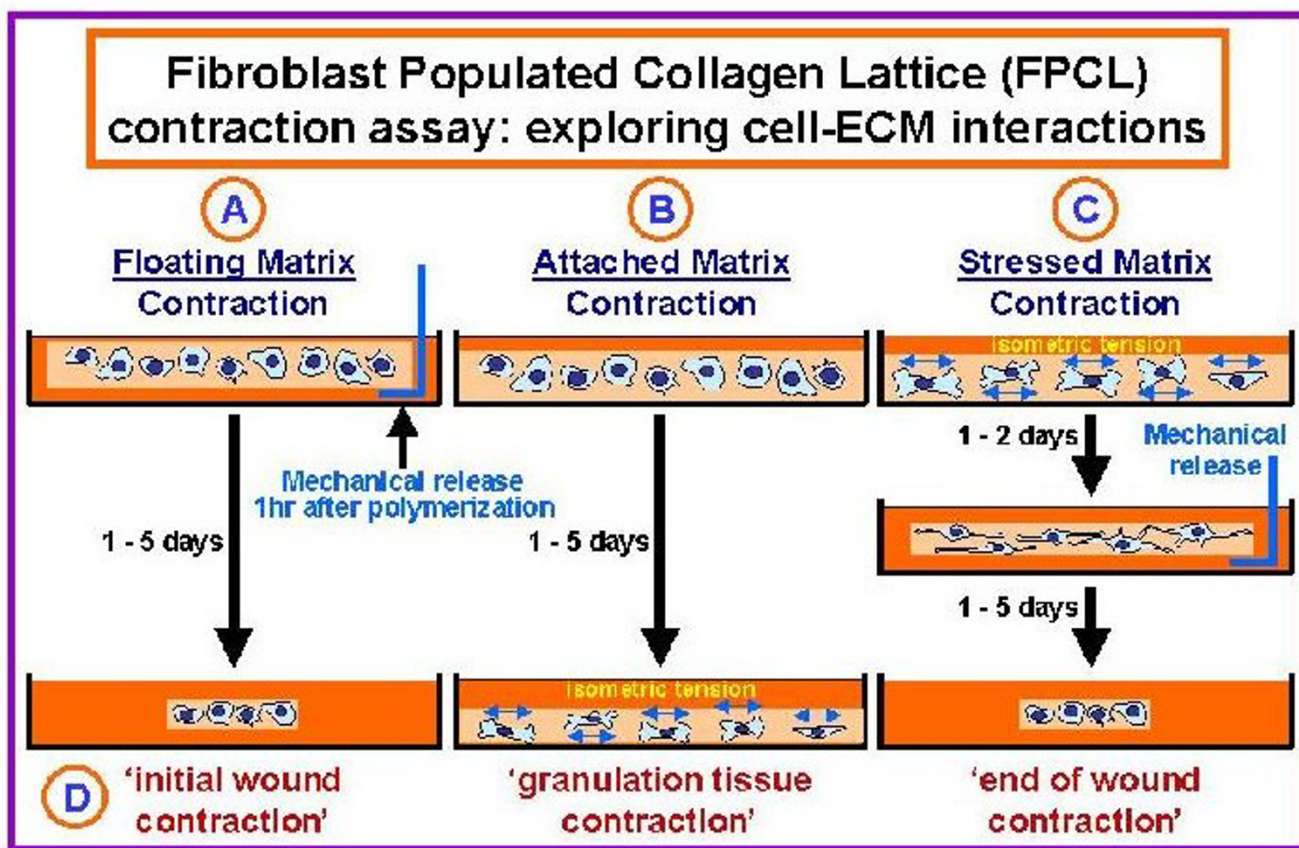 Fibroblast Populated Collagen Lattice (FPCL)
contraction assay: exploring cell-ECM interactions
A
Floating Matrix
Contraction
B
Attached Matrix
Contraction
C
Stressed Matrix
Contraction
isometric tension
Mechanical release
1hr after polymerization
1 - 2 days
Mechanical
release
1 - 5 days
1 - 5 days
1 - 5 days
isometric tension
D
'initial wound
contraction'
'granulation tissue
contraction'
'end of wound
contraction'